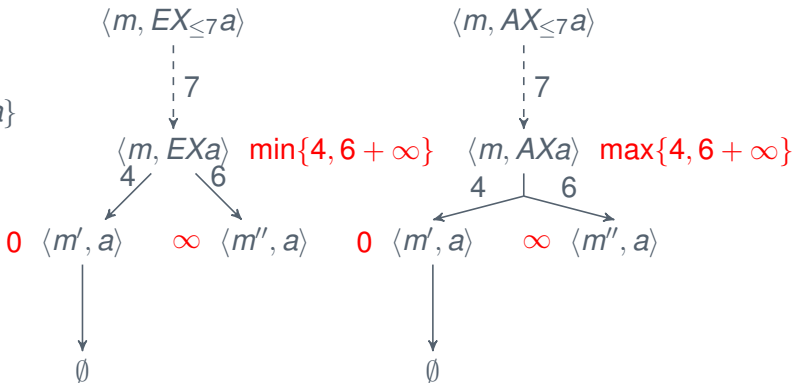 ⟨m, EX≤7a⟩ ⟨m, AX≤7a⟩
7 7
a}
⟨m, EXa⟩ min{4, 6 + ∞} ⟨m, AXa⟩ max{4, 6 + ∞}
4 6 4 6
0 ⟨m′, a⟩ ∞ ⟨m″, a⟩ 0 ⟨m′, a⟩ ∞ ⟨m″, a⟩
∅ ∅